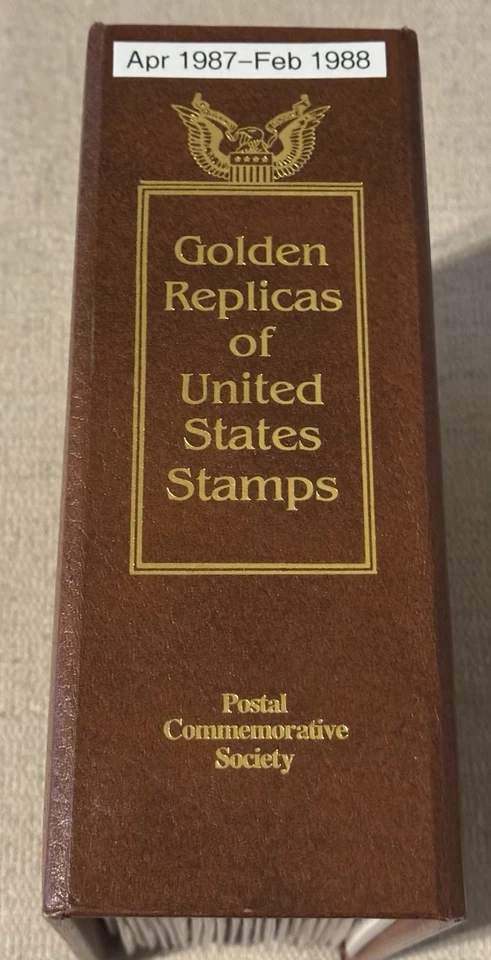 Apr 1987–Feb 1988
Golden
Replicas
of
United
States
Stamps
Postal
Commemorative
Society